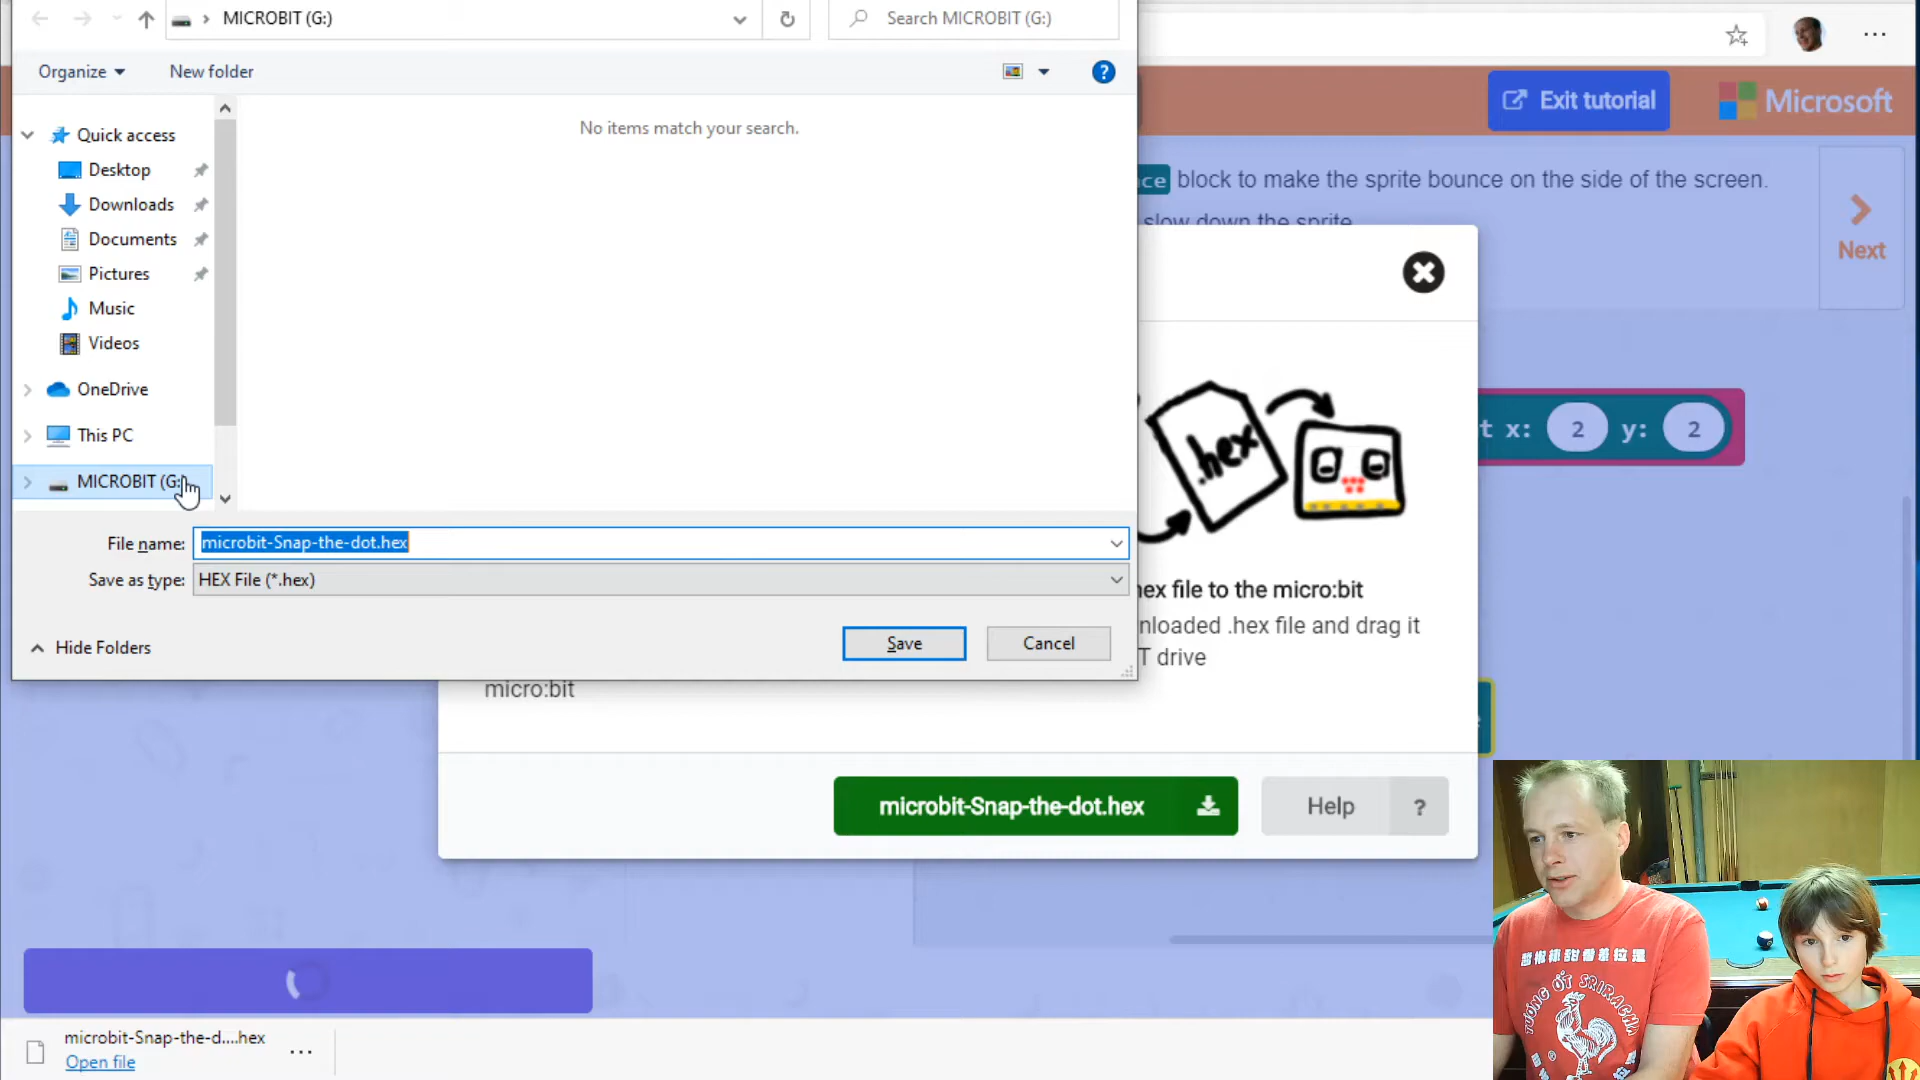 MICROBIT (G:)
Search MICROBIT (G:)
Organize
New folder
?
Exit tutorial
Microsoft
No items match your search.
Quick access
Desktop
Downloads
Documents
Pictures
Music
Videos
OneDrive
This PC
MICROBIT (G:)
ce block to make the sprite bounce on the side of the screen.
slow down the sprite
Next
t x: 2 y: 2
.hex
File name:
microbit-Snap-the-dot.hex
Save as type:
HEX File (*.hex)
hex file to the micro:bit
nloaded .hex file and drag it
T drive
Hide Folders
Save
Cancel
micro:bit
microbit-Snap-the-dot.hex
Help ?
microbit-Snap-the-d....hex
Open file
TUONG OT SRIRACHA